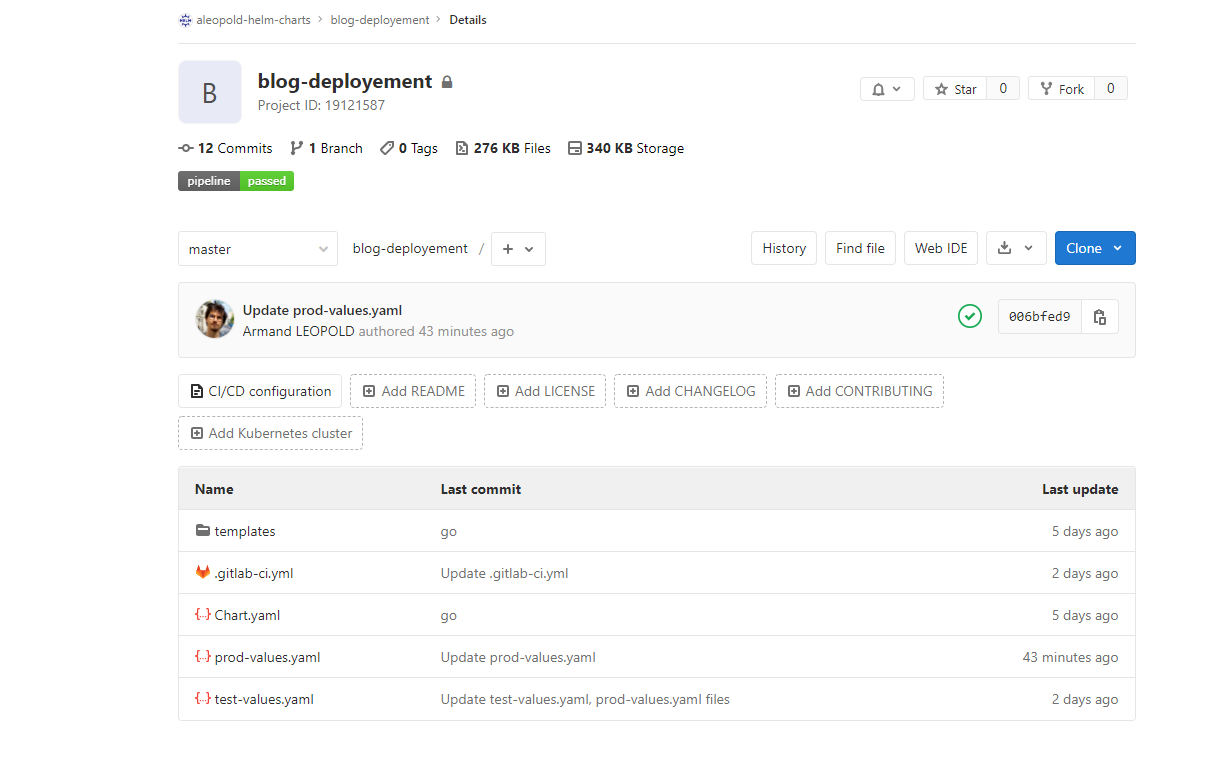 aleopold-helm-charts > blog-deployement > Details
B
blog-deployement
Project ID: 19121587
Star 0 Fork 0
12 Commits 1 Branch 0 Tags 276 KB Files 340 KB Storage
pipeline passed
master blog-deployement / + History Find file Web IDE Clone
Update prod-values.yaml
Armand LEOPOLD authored 43 minutes ago
006bfed9
CI/CD configuration Add README Add LICENSE Add CHANGELOG Add CONTRIBUTING
Add Kubernetes cluster
Name Last commit Last update
templates go 5 days ago
.gitlab-ci.yml Update .gitlab-ci.yml 2 days ago
Chart.yaml go 5 days ago
prod-values.yaml Update prod-values.yaml 43 minutes ago
test-values.yaml Update test-values.yaml, prod-values.yaml files 2 days ago